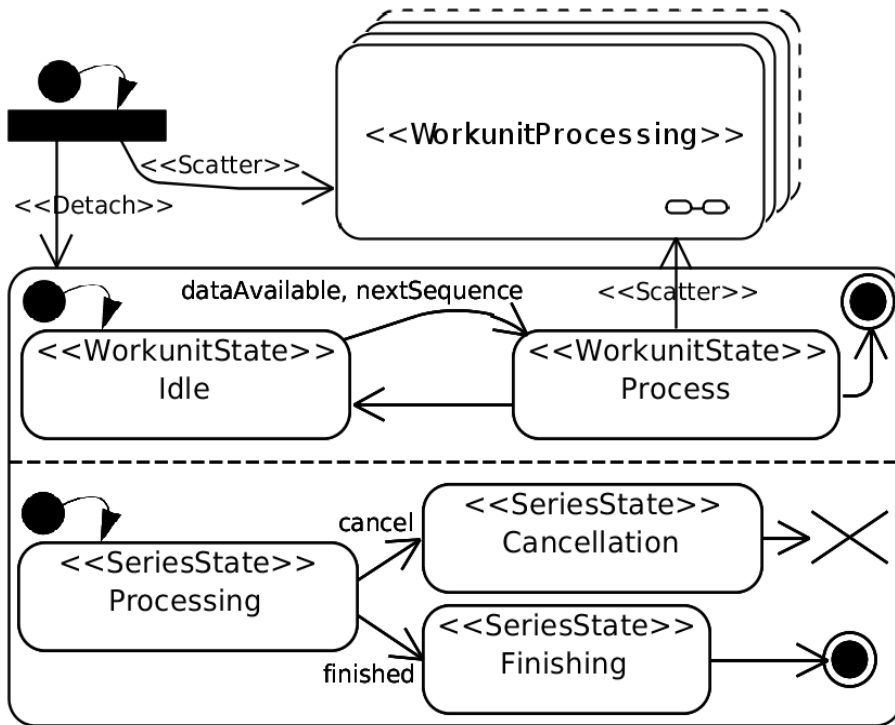 <<WorkunitProcessing>>
<<Scatter>>
<<Detach>>
dataAvailable, nextSequence
<<Scatter>>
<<WorkunitState>>
Idle
<<WorkunitState>>
Process
<<SeriesState>>
Processing
cancel
<<SeriesState>>
Cancellation
finished
<<SeriesState>>
Finishing